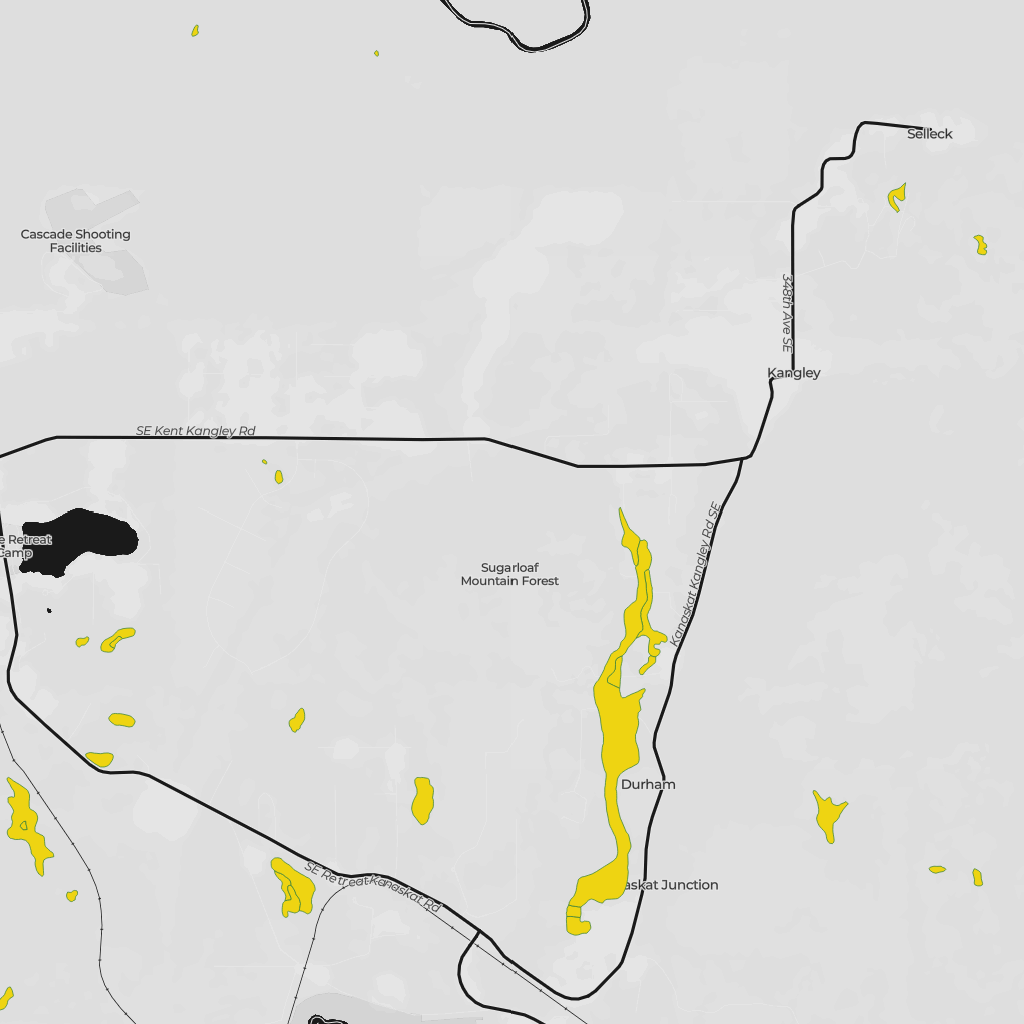 Selleck
Cascade Shooting
Facilities
348th Ave SE
Kangley
SE Kent Kangley Rd
Kanaskat Kangley Rd SE
e Retreat
Camp
Sugarloaf
Mountain Forest
Durham
SE Retreat-Kanaskat Rd
askat Junction